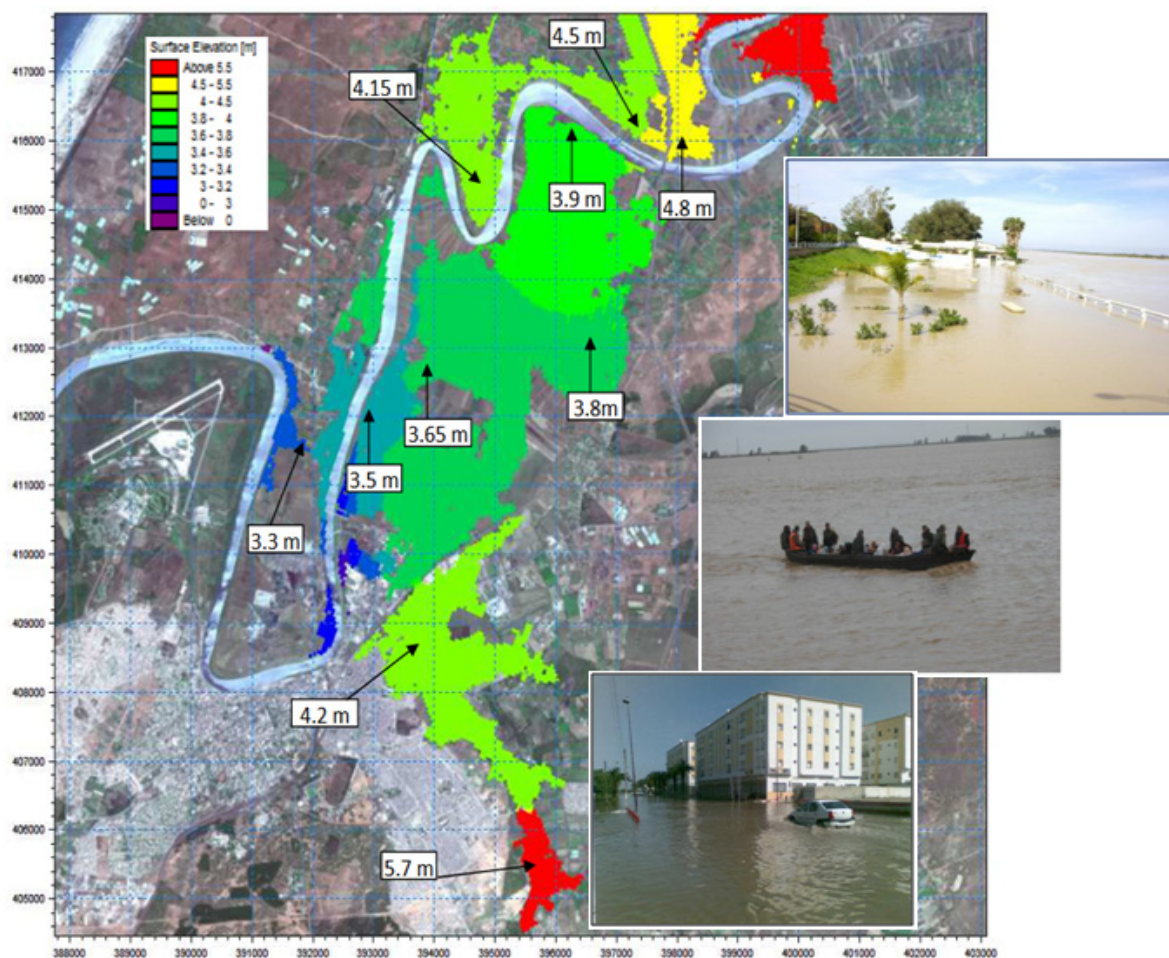 Surface Elevation [m]
Above 5.5
4.5 - 5.5
4 - 4.5
3.8 - 4
3.6 - 3.8
3.4 - 3.6
3.2 - 3.4
3 - 3.2
0 - 3
Below 0
4.5 m
4.15 m
3.9 m
4.8 m
3.8m
3.65 m
3.5 m
3.3 m
4.2 m
5.7 m
417000
416000
415000
414000
413000
412000
411000
410000
409000
408000
407000
406000
405000
388000 389000 390000 391000 392000 393000 394000 395000 396000 397000 398000 399000 400000 401000 402000 403000